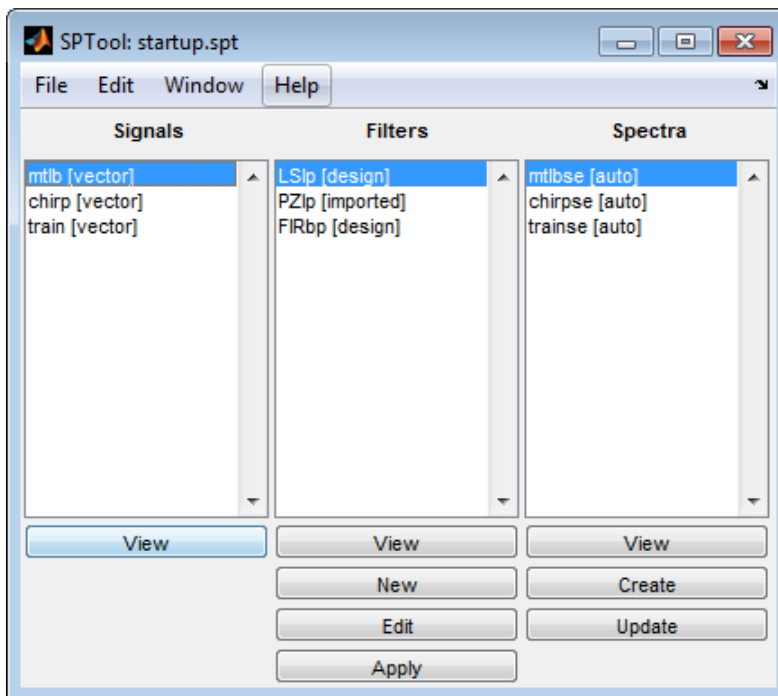 SPTool: startup.spt
File Edit Window Help
Signals Filters Spectra
mtlb [vector] LSlp [design] mtlbse [auto]
chirp [vector] PZlp [imported] chirpse [auto]
train [vector] FIRbp [design] trainse [auto]
View View View
New Create
Edit Update
Apply